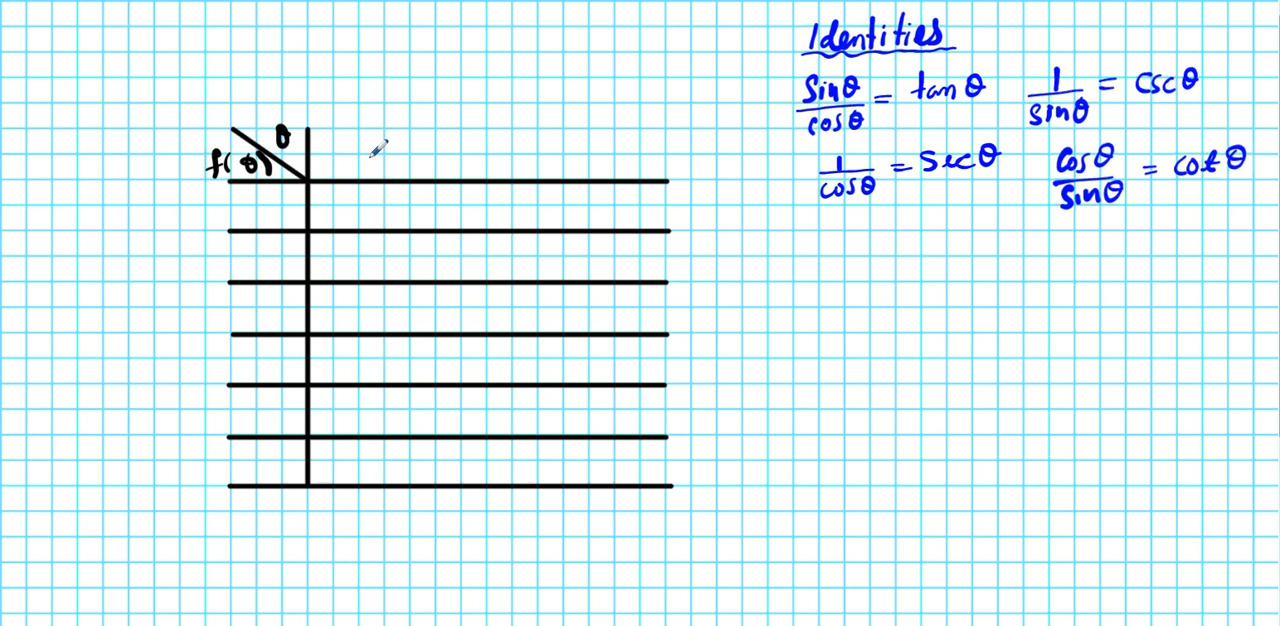 Identities
sinθ/cosθ = tanθ 1/sinθ = cscθ
1/cosθ = secθ cosθ/sinθ = cotθ
θ
f(θ)